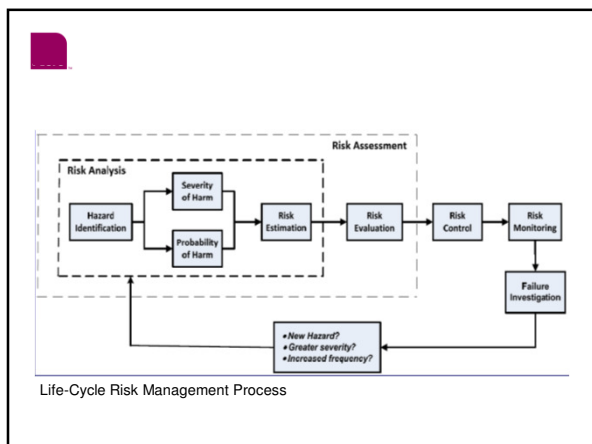 Risk Assessment
Risk Analysis
Severity
of Harm
Hazard
Identification
Probability
of Harm
Risk
Estimation
Risk
Evaluation
Risk
Control
Risk
Monitoring
Failure
Investigation
•New Hazard?
•Greater severity?
•Increased frequency?
Life-Cycle Risk Management Process